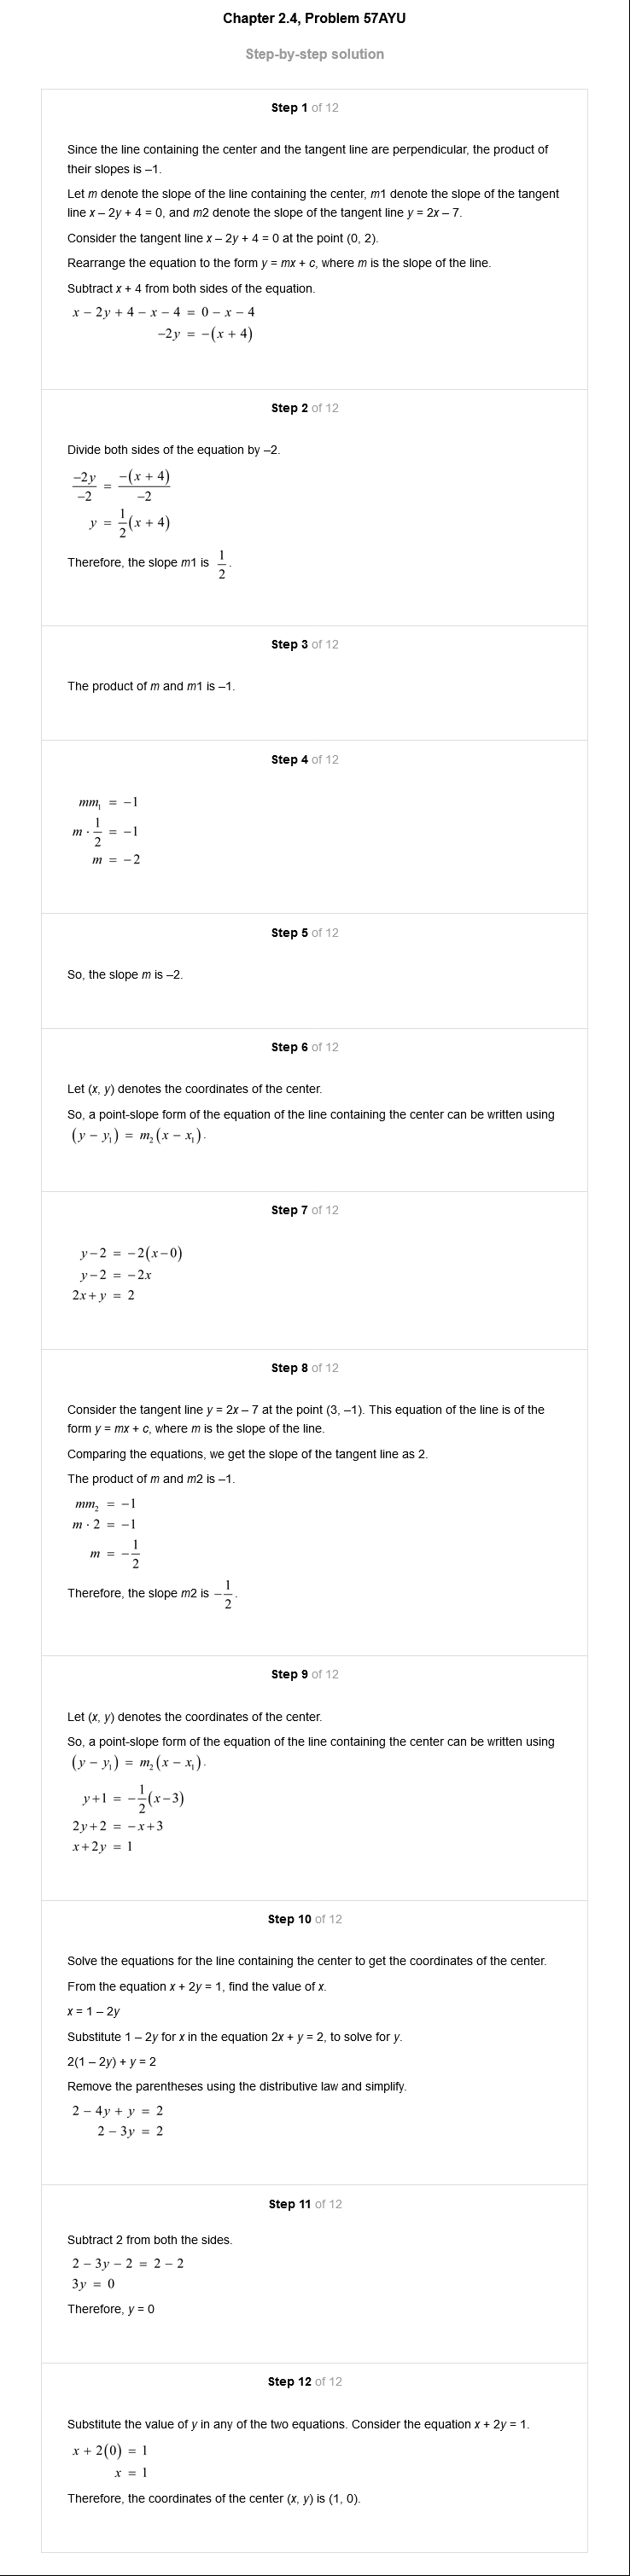 Chapter 2.4, Problem 57AYU
Step-by-step solution
Step 1 of 12
Since the line containing the center and the tangent line are perpendicular, the product of
their slopes is –1.
Let m denote the slope of the line containing the center, m1 denote the slope of the tangent
line x – 2y + 4 = 0, and m2 denote the slope of the tangent line y = 2x – 7.
Consider the tangent line x – 2y + 4 = 0 at the point (0, 2).
Rearrange the equation to the form y = mx + c, where m is the slope of the line.
Subtract x + 4 from both sides of the equation.
x − 2y + 4 − x − 4 = 0 − x − 4
−2y = −(x + 4)
Step 2 of 12
Divide both sides of the equation by –2.
−2y/−2 = −(x + 4)/−2
y = 1/2(x + 4)
Therefore, the slope m1 is 1/2.
Step 3 of 12
The product of m and m1 is –1.
Step 4 of 12
mm₁ = −1
m · 1/2 = −1
m = −2
Step 5 of 12
So, the slope m is –2.
Step 6 of 12
Let (x, y) denotes the coordinates of the center.
So, a point-slope form of the equation of the line containing the center can be written using
(y − y₁) = m₂(x − x₁).
Step 7 of 12
y−2 = −2(x−0)
y−2 = −2x
2x+y = 2
Step 8 of 12
Consider the tangent line y = 2x – 7 at the point (3, –1). This equation of the line is of the
form y = mx + c, where m is the slope of the line.
Comparing the equations, we get the slope of the tangent line as 2.
The product of m and m2 is –1.
mm₂ = −1
m · 2 = −1
m = −1/2
Therefore, the slope m2 is −1/2.
Step 9 of 12
Let (x, y) denotes the coordinates of the center.
So, a point-slope form of the equation of the line containing the center can be written using
(y − y₁) = m₂(x − x₁).
y+1 = −1/2(x−3)
2y+2 = −x+3
x+2y = 1
Step 10 of 12
Solve the equations for the line containing the center to get the coordinates of the center.
From the equation x + 2y = 1, find the value of x.
x = 1 – 2y
Substitute 1 – 2y for x in the equation 2x + y = 2, to solve for y.
2(1 – 2y) + y = 2
Remove the parentheses using the distributive law and simplify.
2 − 4y + y = 2
2 − 3y = 2
Step 11 of 12
Subtract 2 from both the sides.
2 − 3y − 2 = 2 − 2
3y = 0
Therefore, y = 0
Step 12 of 12
Substitute the value of y in any of the two equations. Consider the equation x + 2y = 1.
x + 2(0) = 1
x = 1
Therefore, the coordinates of the center (x, y) is (1, 0).